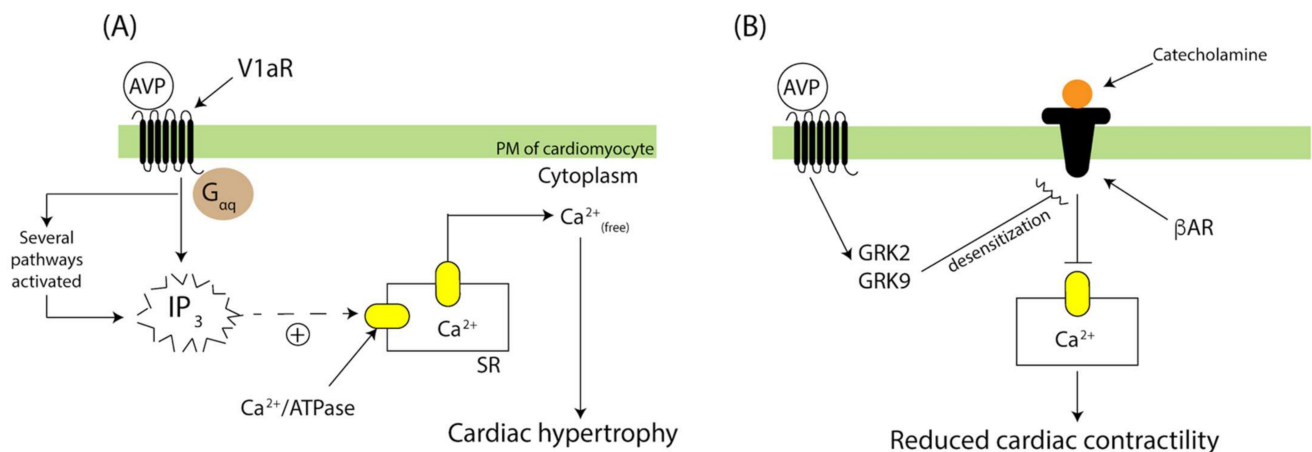 (A)
AVP
V1aR
PM of cardiomyocyte
Cytoplasm
Gαq
Several
pathways
activated
IP3
+
Ca2+(free)
Ca2+
SR
Ca2+/ATPase
Cardiac hypertrophy
(B)
Catecholamine
AVP
βAR
GRK2
GRK9
desensitization
Ca2+
Reduced cardiac contractility